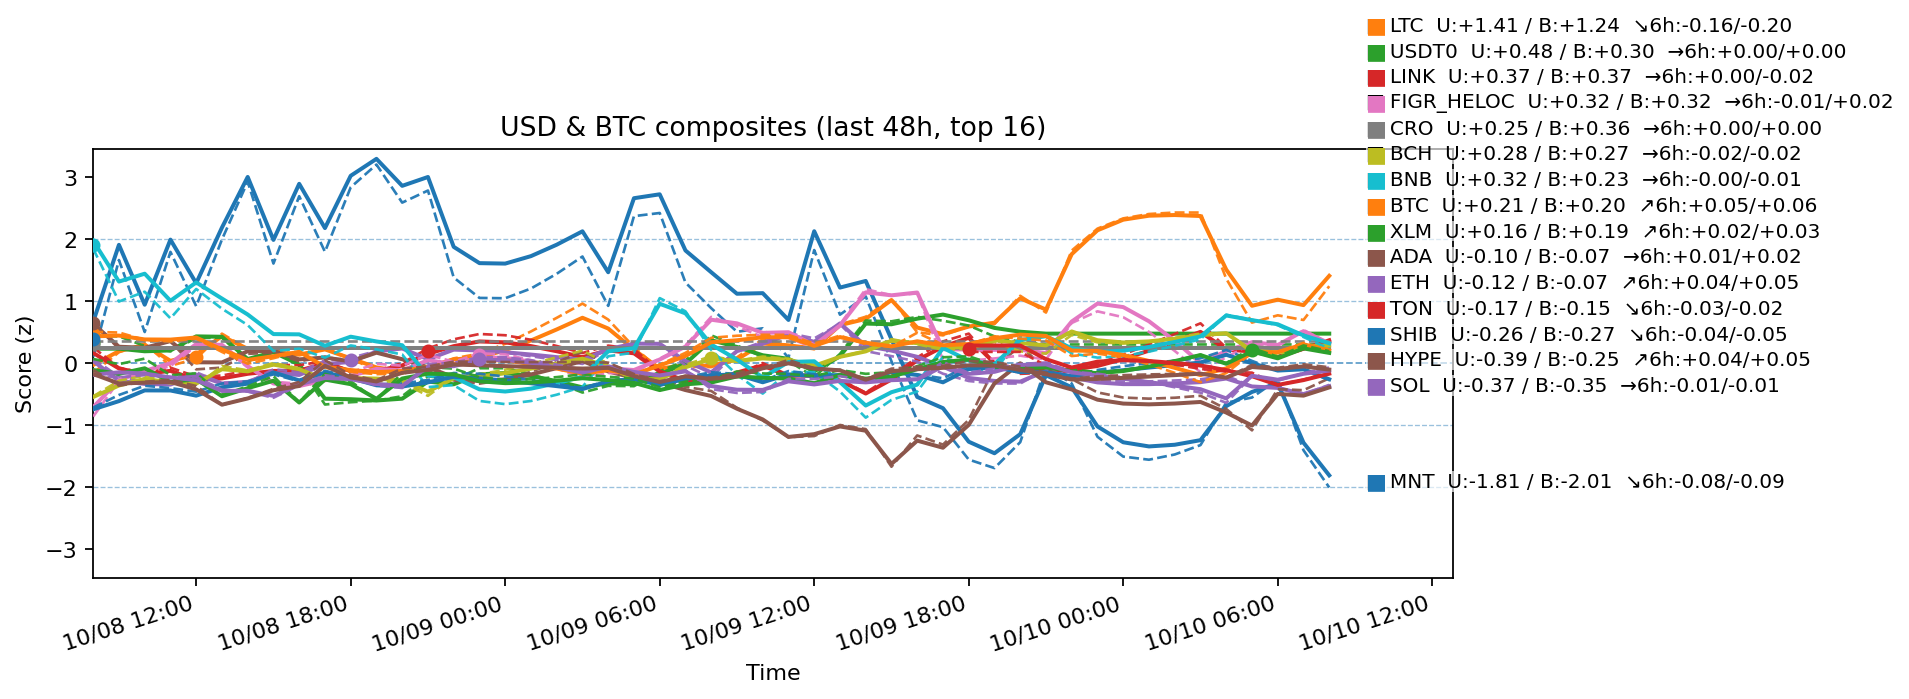 LTC U:+1.41 / B:+1.24 ↘6h:-0.16/-0.20
USDT0 U:+0.48 / B:+0.30 →6h:+0.00/+0.00
LINK U:+0.37 / B:+0.37 →6h:+0.00/-0.02
FIGR_HELOC U:+0.32 / B:+0.32 →6h:-0.01/+0.02
CRO U:+0.25 / B:+0.36 →6h:+0.00/+0.00
BCH U:+0.28 / B:+0.27 →6h:-0.02/-0.02
BNB U:+0.32 / B:+0.23 →6h:-0.00/-0.01
BTC U:+0.21 / B:+0.20 ↗6h:+0.05/+0.06
XLM U:+0.16 / B:+0.19 ↗6h:+0.02/+0.03
ADA U:-0.10 / B:-0.07 →6h:+0.01/+0.02
ETH U:-0.12 / B:-0.07 ↗6h:+0.04/+0.05
TON U:-0.17 / B:-0.15 ↘6h:-0.03/-0.02
SHIB U:-0.26 / B:-0.27 ↘6h:-0.04/-0.05
HYPE U:-0.39 / B:-0.25 ↗6h:+0.04/+0.05
SOL U:-0.37 / B:-0.35 →6h:-0.01/-0.01
MNT U:-1.81 / B:-2.01 ↘6h:-0.08/-0.09
USD & BTC composites (last 48h, top 16)
Score (z)
3
2
1
0
−1
−2
−3
10/08 12:00
10/08 18:00
10/09 00:00
10/09 06:00
10/09 12:00
10/09 18:00
10/10 00:00
10/10 06:00
10/10 12:00
Time